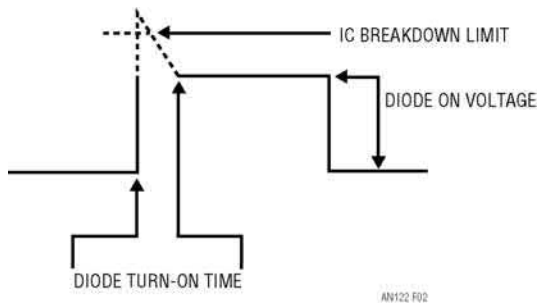 IC BREAKDOWN LIMIT
DIODE ON VOLTAGE
DIODE TURN-ON TIME
AN122 F02